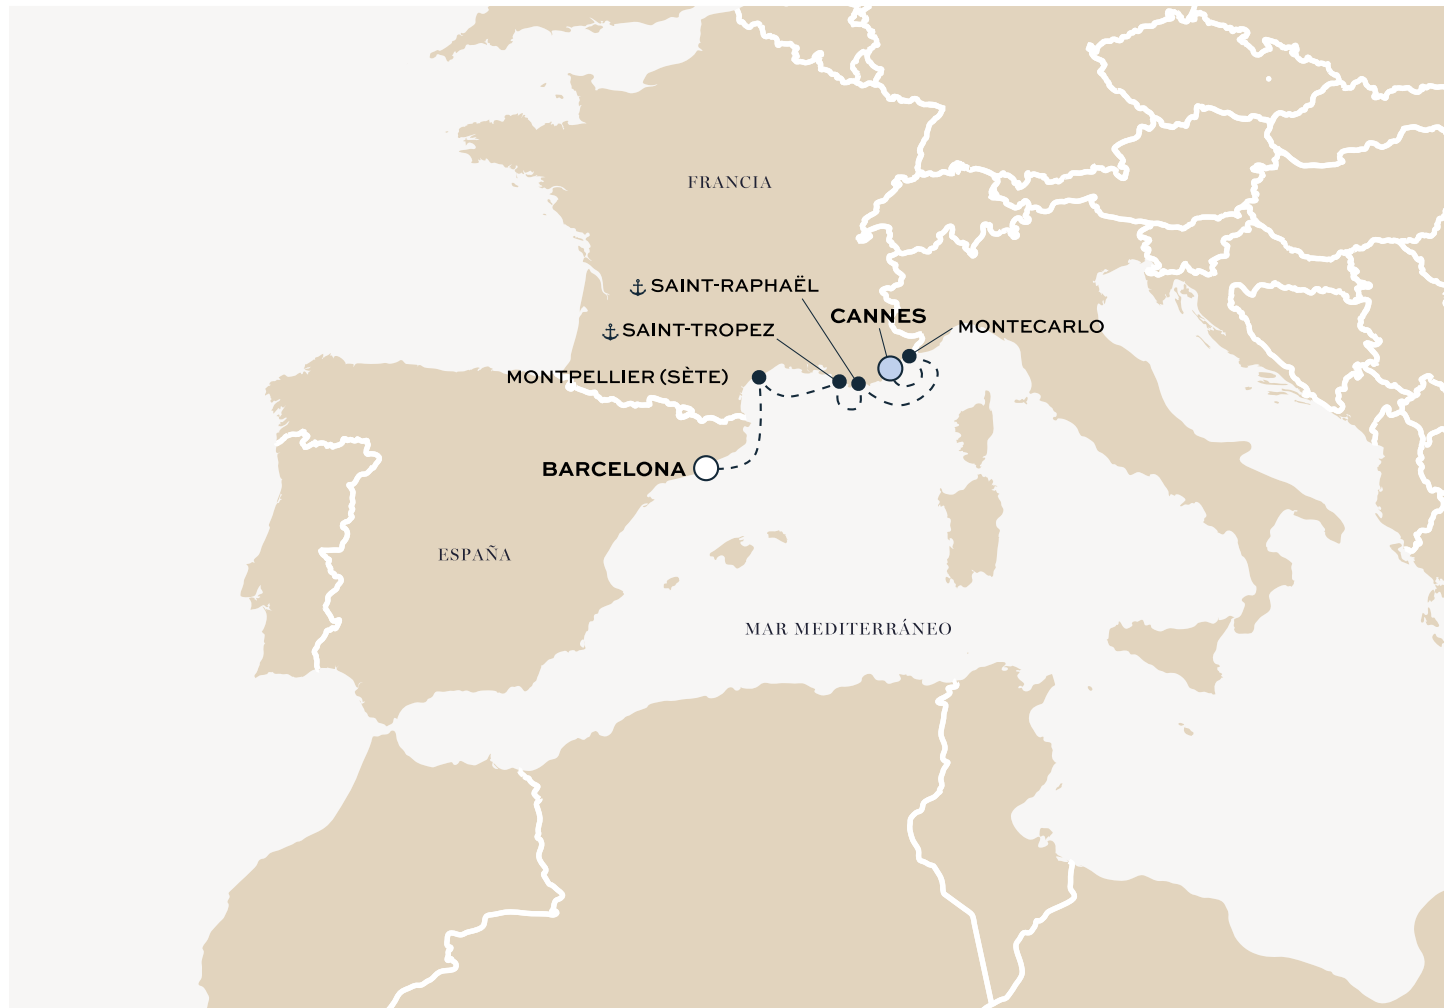 FRANCIA
SAINT-RAPHAËL
CANNES
SAINT-TROPEZ
MONTECARLO
MONTPELLIER (SÈTE)
BARCELONA
ESPAÑA
MAR MEDITERRÁNEO